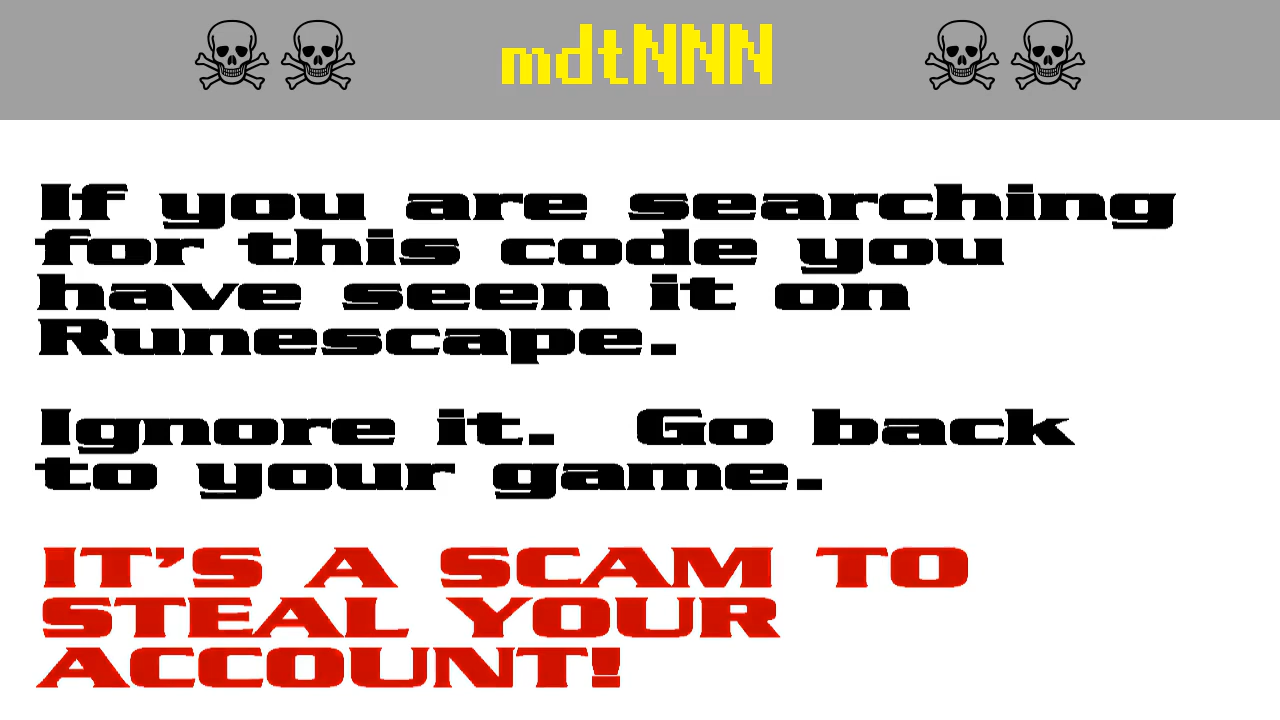 mdtNNN
If you are searching
for this code you
have seen it on
Runescape.
Ignore it.  Go back
to your game.
IT'S A SCAM TO
STEAL YOUR
ACCOUNT!